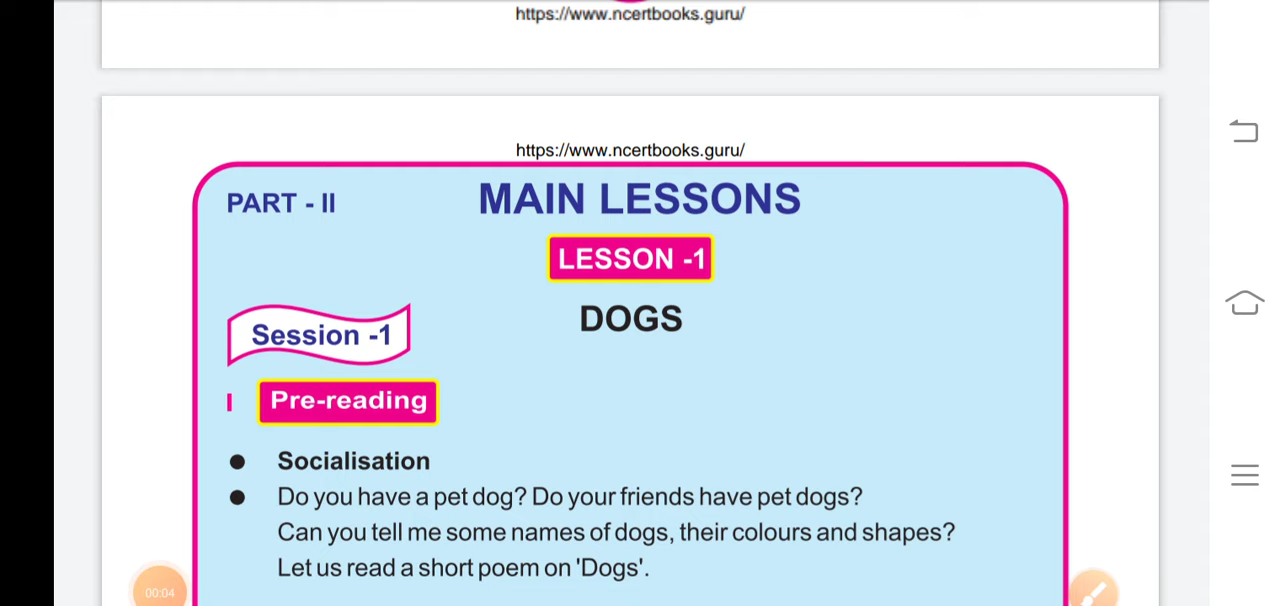 https://www.ncertbooks.guru/
https://www.ncertbooks.guru/
PART - II
MAIN LESSONS
LESSON -1
DOGS
Session -1
I Pre-reading
● Socialisation
● Do you have a pet dog? Do your friends have pet dogs?
Can you tell me some names of dogs, their colours and shapes?
Let us read a short poem on 'Dogs'.
00:04